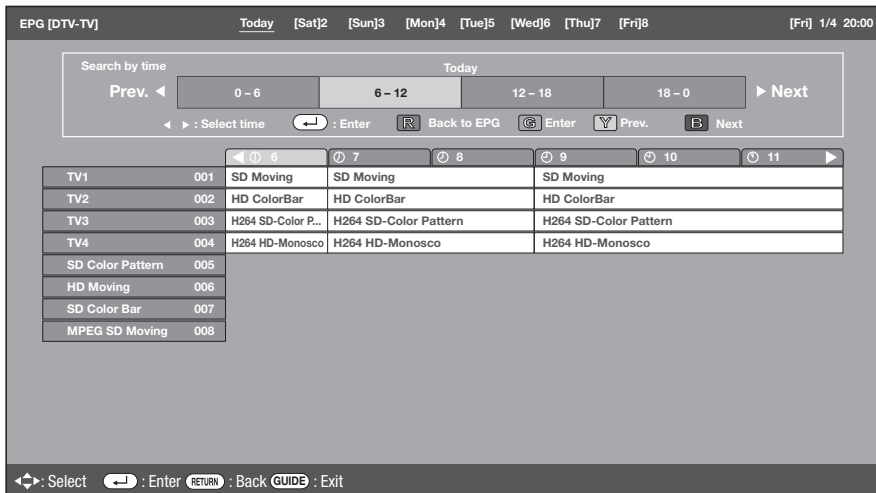 EPG [DTV-TV] Today [Sat]2 [Sun]3 [Mon]4 [Tue]5 [Wed]6 [Thu]7 [Fri]8 [Fri] 1/4 20:00
Search by time Today
Prev. ◀ 0 – 6 6 – 12 12 – 18 18 – 0 ▶ Next
◀ ▶ : Select time : Enter R Back to EPG G Enter Y Prev. B Next
◀ 6 7 8 9 10 11 ▶
TV1 001 SD Moving SD Moving SD Moving
TV2 002 HD ColorBar HD ColorBar HD ColorBar
TV3 003 H264 SD-Color P... H264 SD-Color Pattern H264 SD-Color Pattern
TV4 004 H264 HD-Monosco H264 HD-Monosco H264 HD-Monosco
SD Color Pattern 005
HD Moving 006
SD Color Bar 007
MPEG SD Moving 008
: Select : Enter RETURN : Back GUIDE : Exit